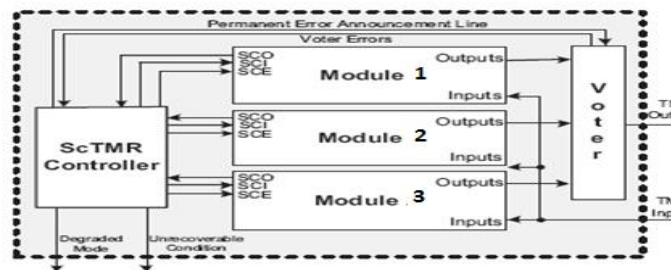 Permanent Error Announcement Line
Voter Errors
SCO
SCI
SCE
Module 1
Outputs
Inputs
SCO
SCI
SCE
Module 2
Outputs
Inputs
SCO
SCI
SCE
Module 3
Outputs
Inputs
ScTMR
Controller
Voter
Degraded
Mode
Unrecoverable
Condition